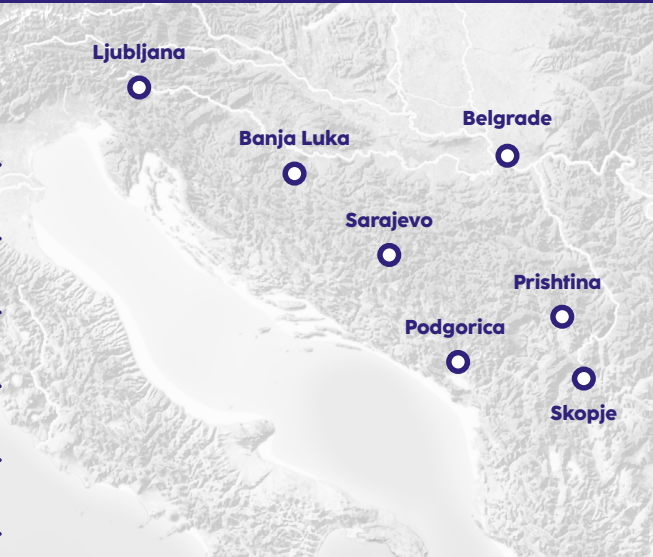 Ljubljana
Belgrade
Banja Luka
Sarajevo
Prishtina
Podgorica
Skopje